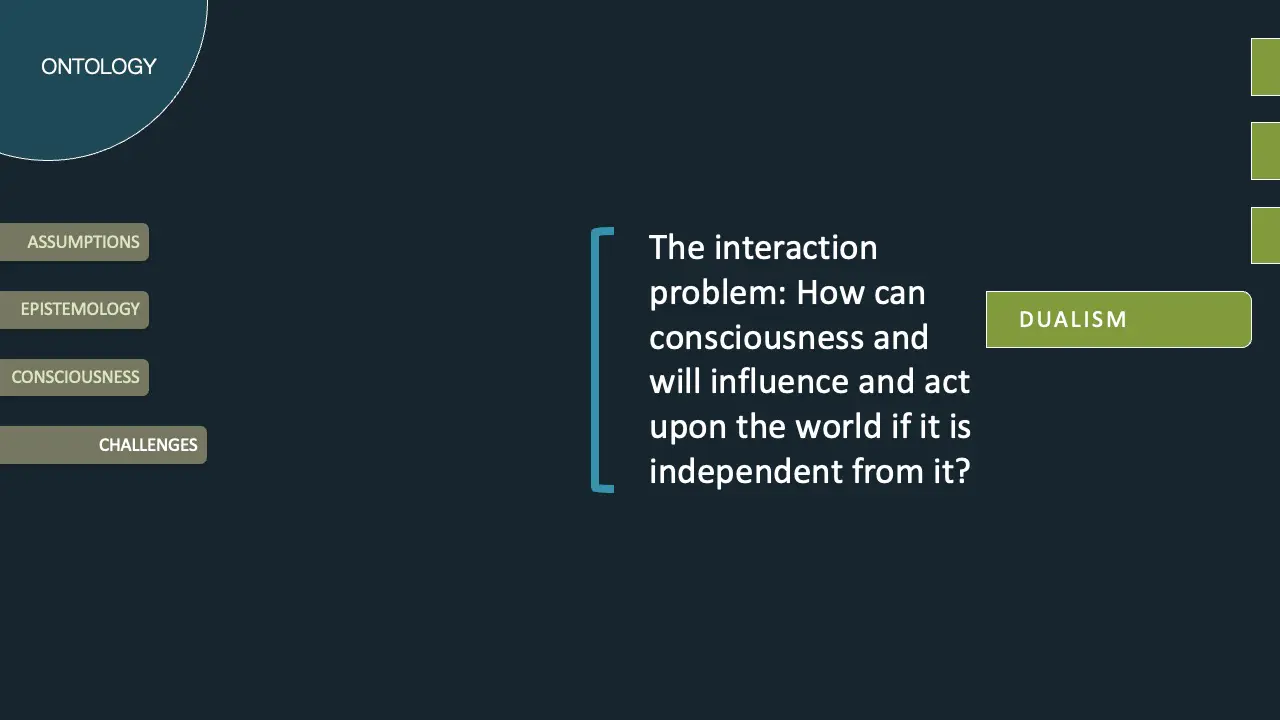 ONTOLOGY
ASSUMPTIONS
EPISTEMOLOGY
CONSCIOUSNESS
CHALLENGES
The interaction
problem: How can
consciousness and
will influence and act
upon the world if it is
independent from it?
DUALISM